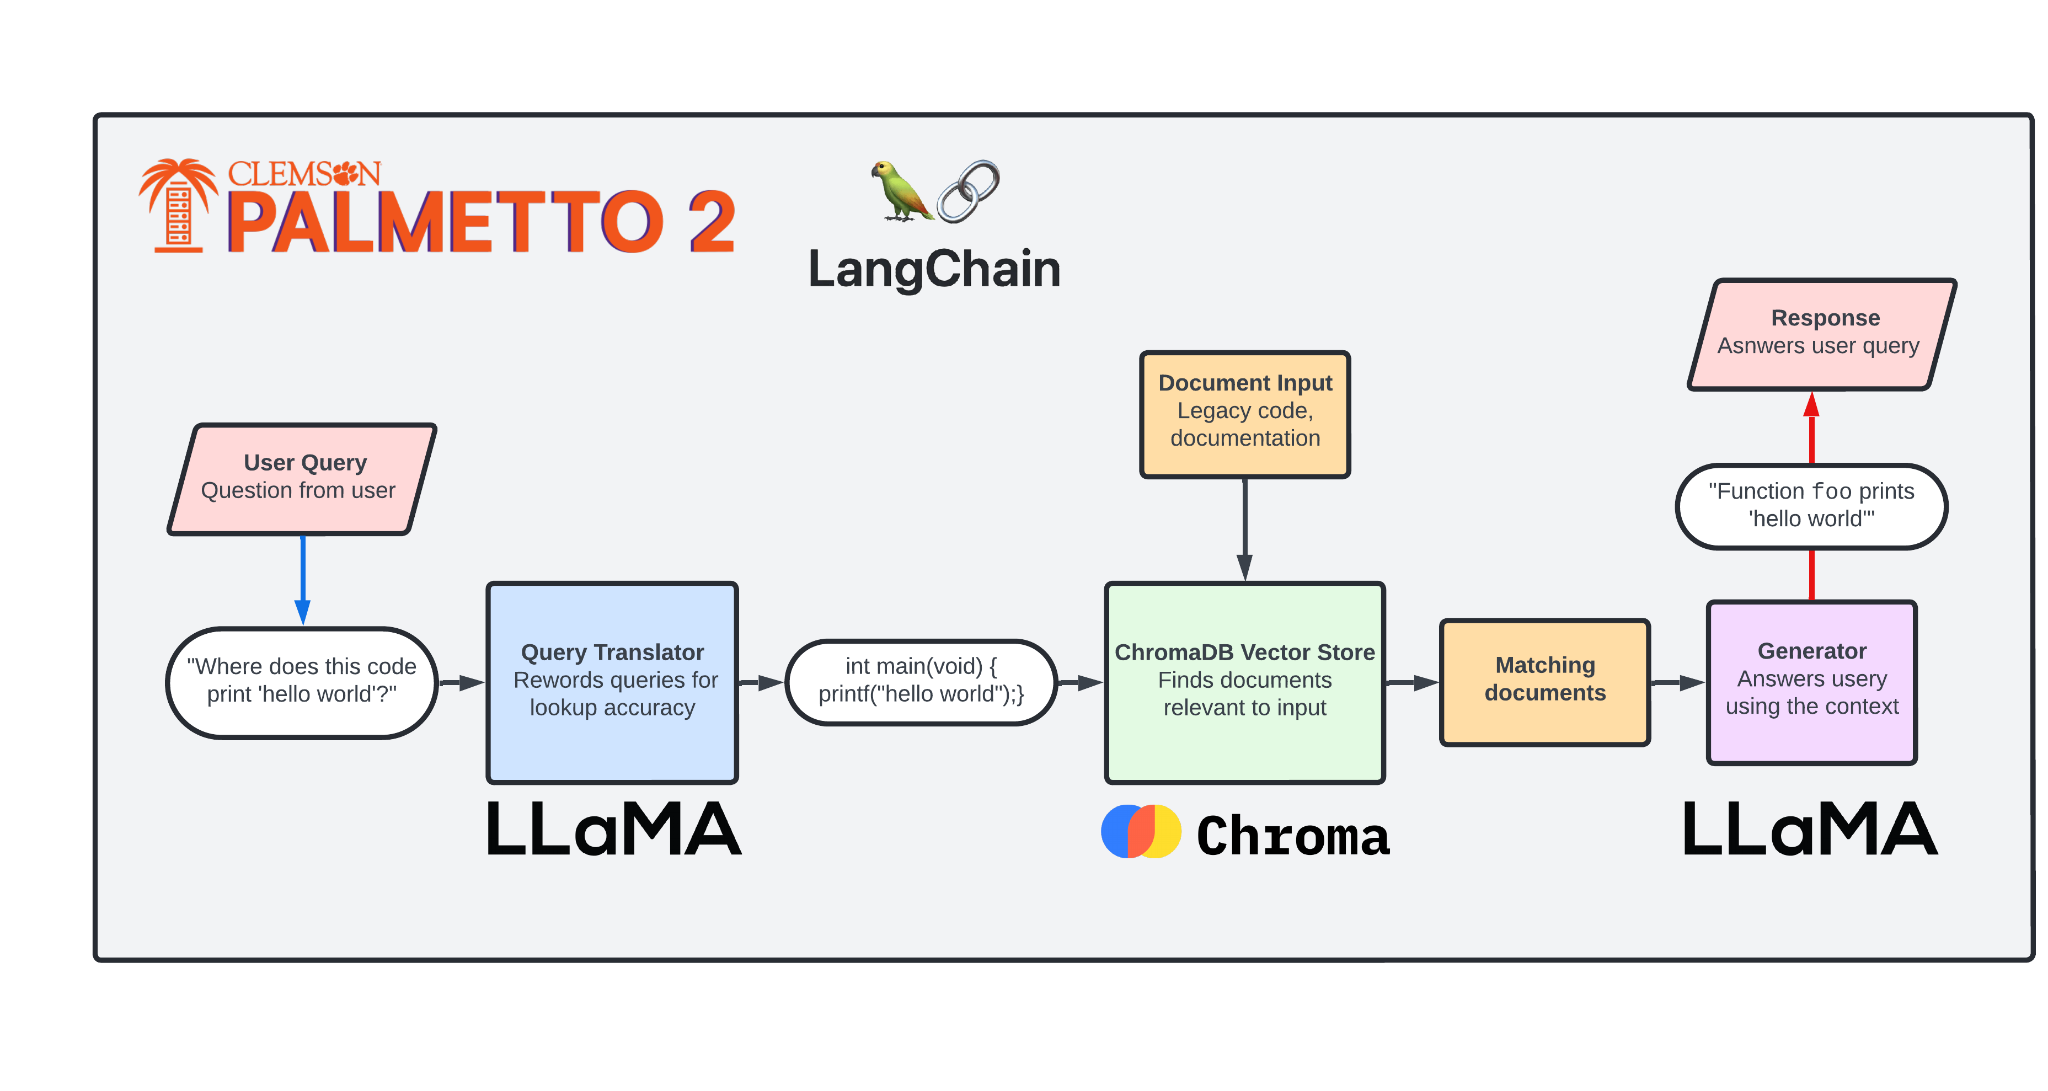 CLEMSON
PALMETTO 2
LangChain
User Query
Question from user
"Where does this code
print 'hello world'?"
Query Translator
Rewords queries for
lookup accuracy
LLaMA
int main(void) {
printf("hello world");}
Document Input
Legacy code,
documentation
ChromaDB Vector Store
Finds documents
relevant to input
Chroma
Matching
documents
Generator
Answers usery
using the context
LLaMA
"Function foo prints
'hello world'"
Response
Asnwers user query